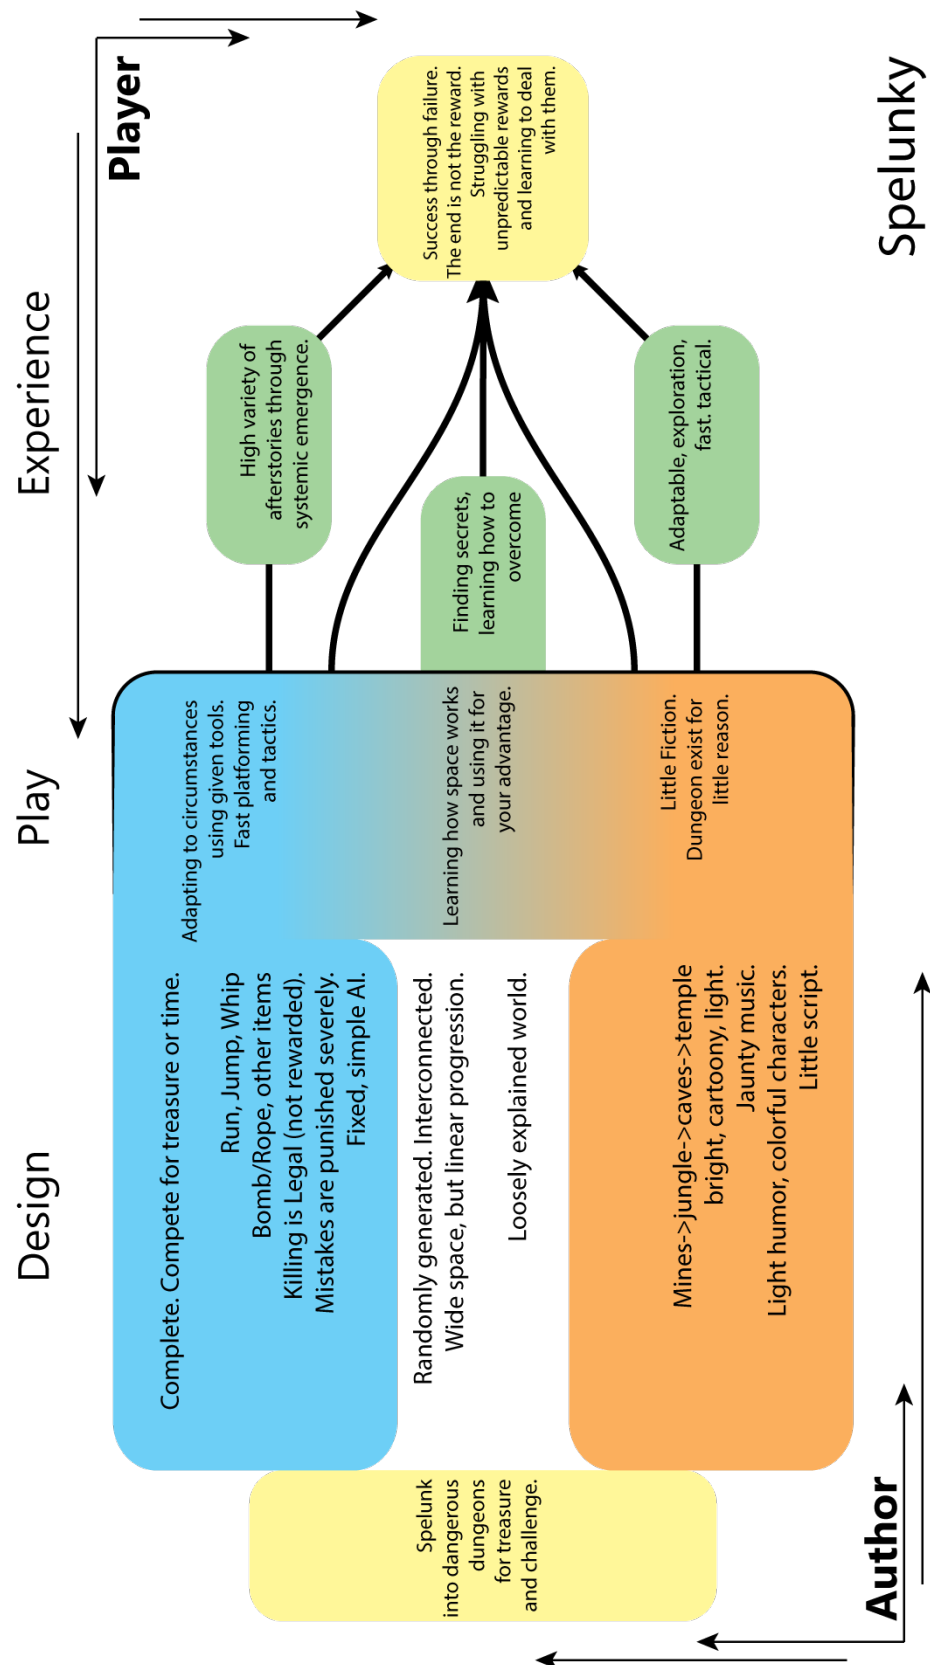 Design
Play
Experience
Player
Spelunk
into dangerous
dungeons
for treasure
and challenge.
Complete. Compete for treasure or time.
Run, Jump, Whip
Bomb/Rope, other items
Killing is Legal (not rewarded).
Mistakes are punished severely.
Fixed, simple AI.
Randomly generated. Interconnected.
Wide space, but linear progression.
Loosely explained world.
Mines->jungle->caves->temple
bright, cartoony, light.
Jaunty music.
Light humor, colorful characters.
Little script.
Adapting to circumstances
using given tools.
Fast platforming
and tactics.
Learning how space works
and using it for
your advantage.
Little Fiction.
Dungeon exist for
little reason.
High variety of
afterstories through
systemic emergence.
Finding secrets,
learning how to
overcome
Adaptable, exploration,
fast. tactical.
Success through failure.
The end is not the reward.
Struggling with
unpredictable rewards
and learning to deal
with them.
Author
Spelunky